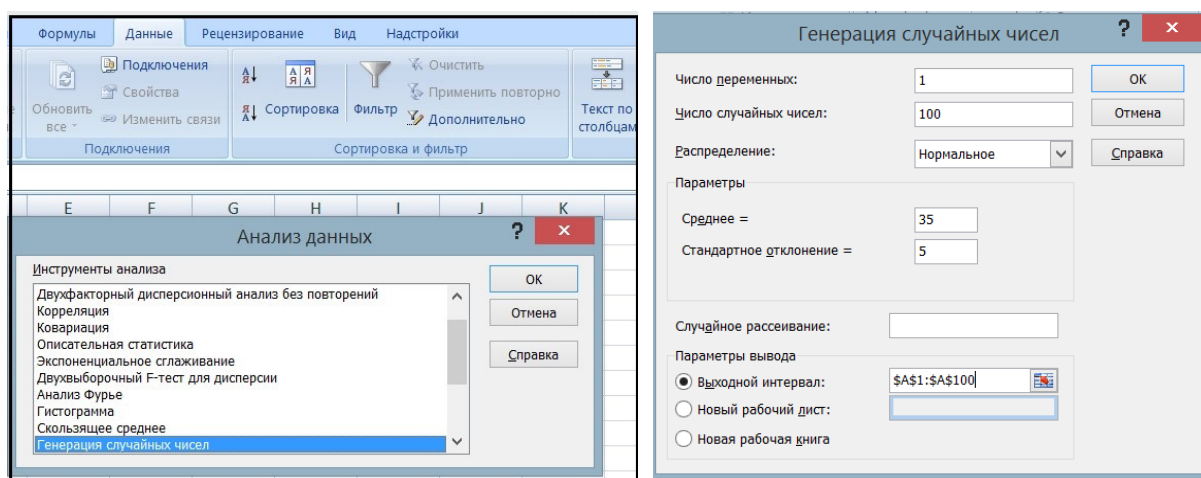 Формулы Данные Рецензирование Вид Надстройки
Обновить все
Подключения
Свойства
Изменить связи
Подключения
Сортировка
Фильтр
Очистить
Применить повторно
Дополнительно
Сортировка и фильтр
Текст по
столбцам
E F G H I J K
Анализ данных ?
Инструменты анализа
Двухфакторный дисперсионный анализ без повторений
Корреляция
Ковариация
Описательная статистика
Экспоненциальное сглаживание
Двухвыборочный F-тест для дисперсии
Анализ Фурье
Гистограмма
Скользящее среднее
Генерация случайных чисел
OK
Отмена
Справка
Генерация случайных чисел ?
Число переменных: 1
Число случайных чисел: 100
Распределение: Нормальное
Параметры
Среднее = 35
Стандартное отклонение = 5
Случайное рассеивание:
Параметры вывода
Выходной интервал: $A$1:$A$100
Новый рабочий лист:
Новая рабочая книга
OK
Отмена
Справка